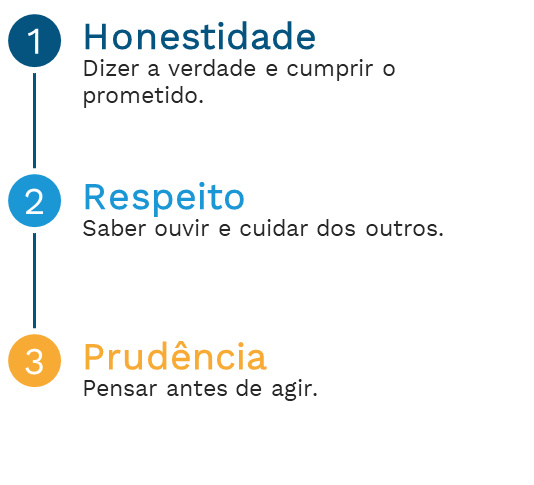 1
Honestidade
Dizer a verdade e cumprir o
prometido.
2
Respeito
Saber ouvir e cuidar dos outros.
3
Prudência
Pensar antes de agir.